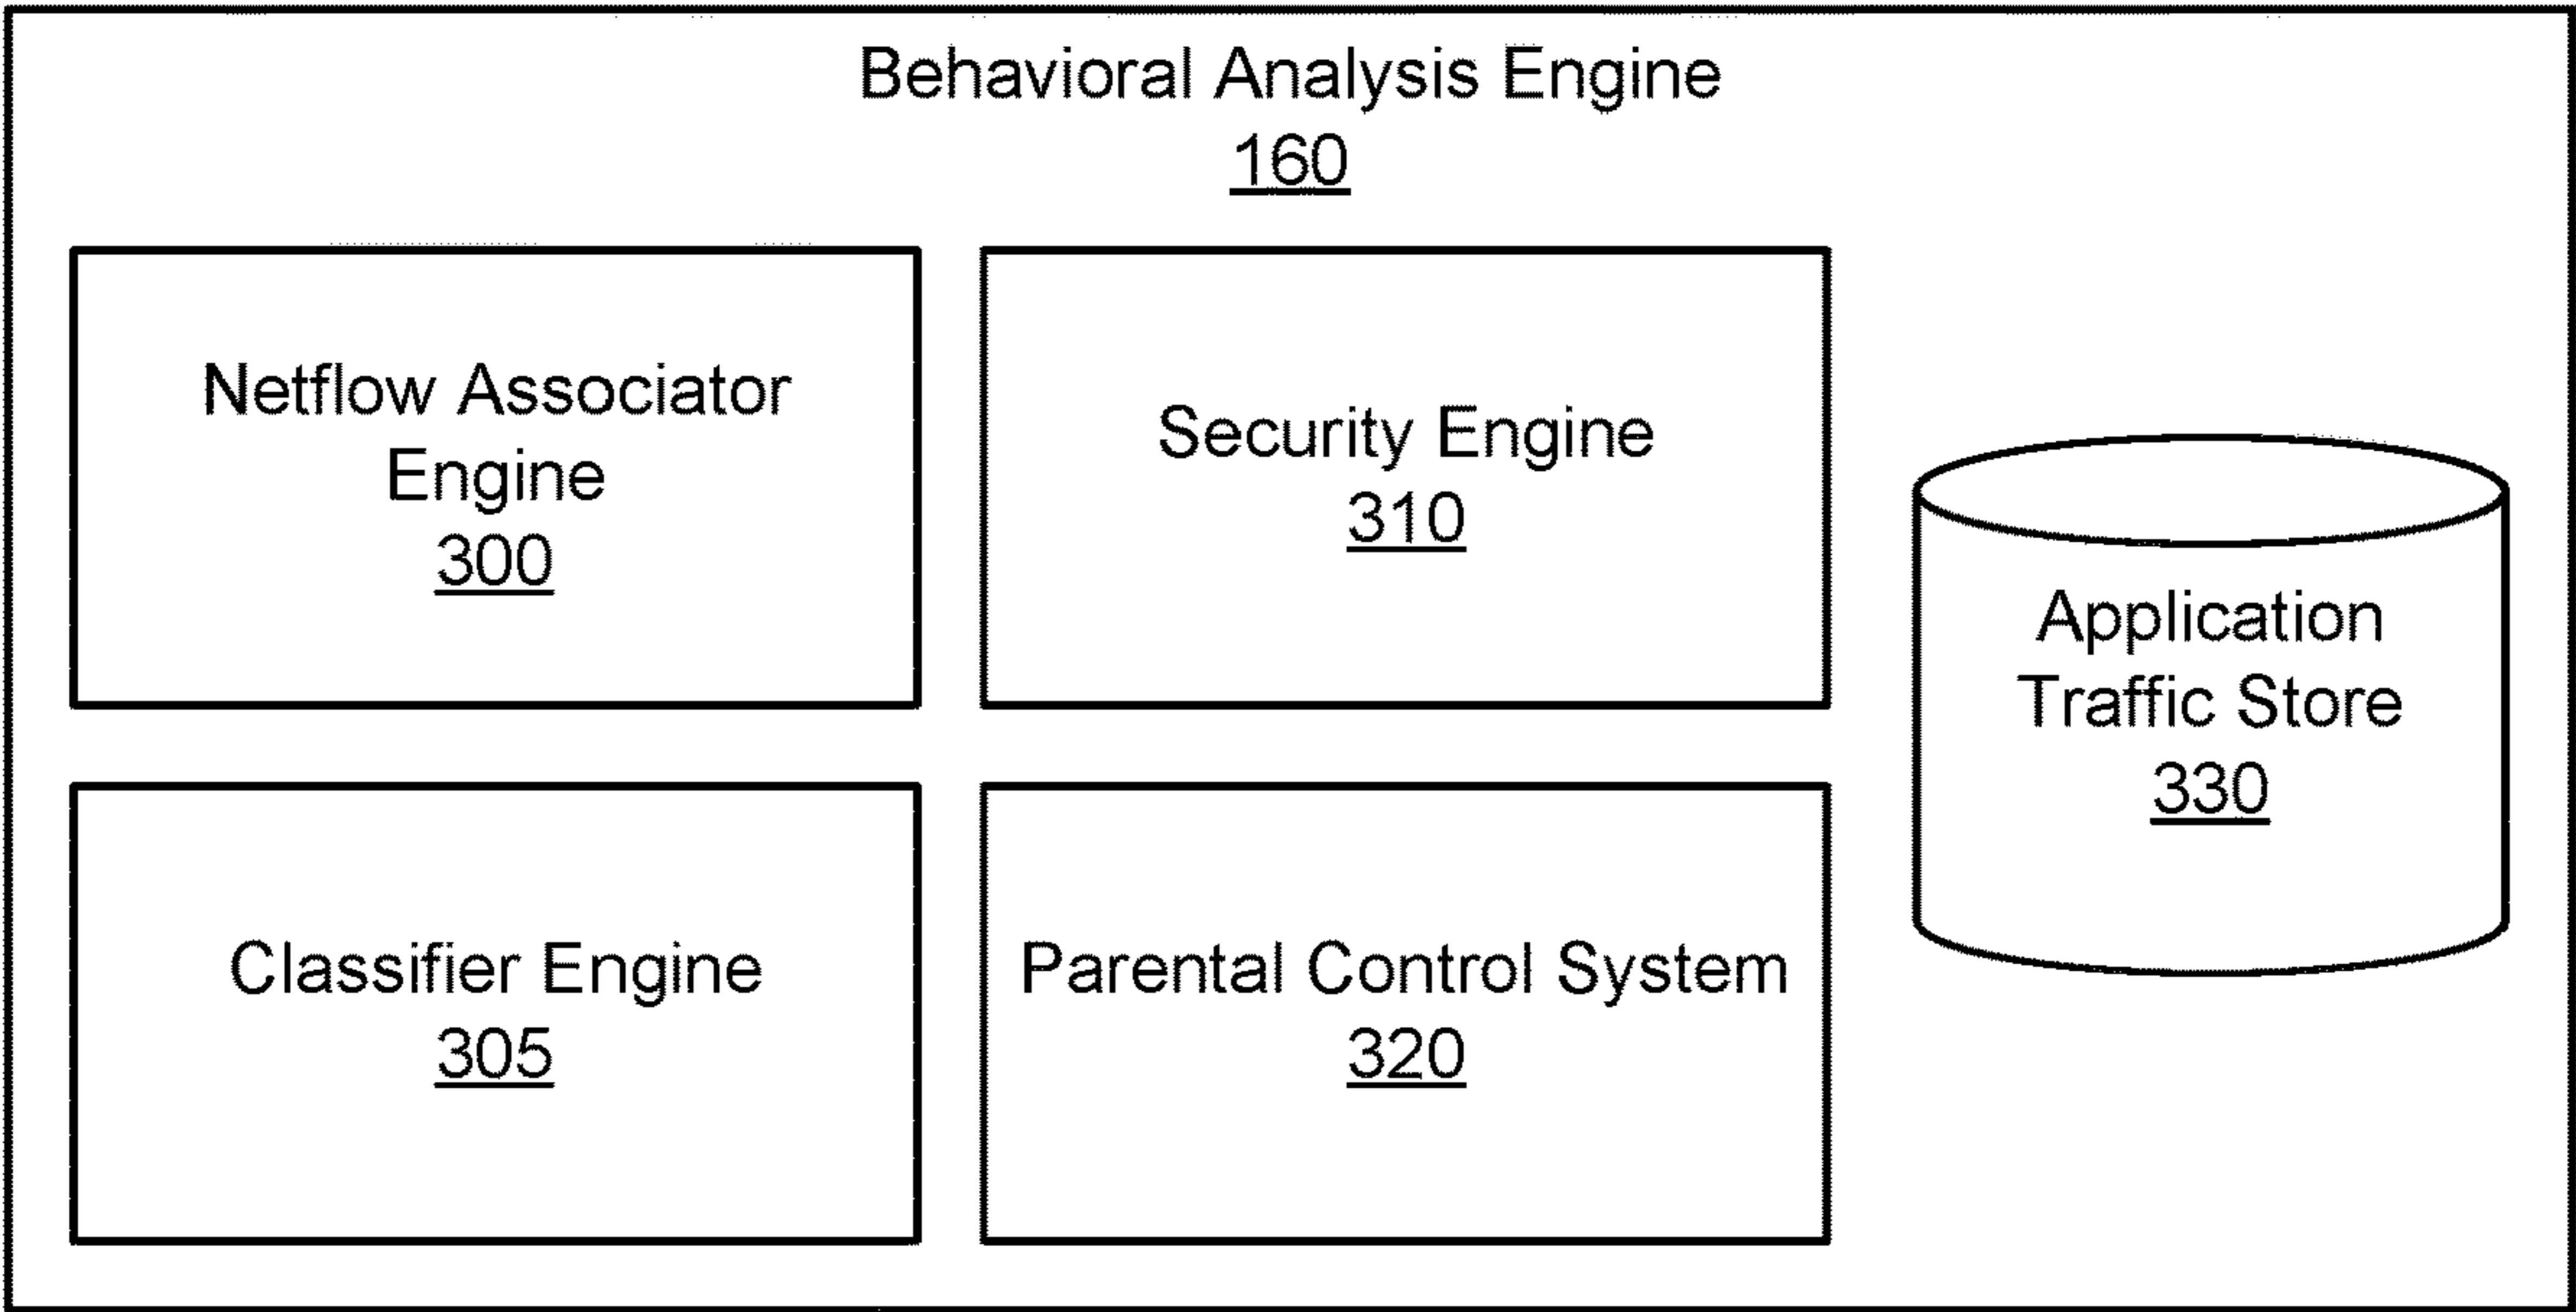 Behavioral Analysis Engine
160
Netflow Associator
Engine
300
Security Engine
310
Application
Traffic Store
330
Classifier Engine
305
Parental Control System
320